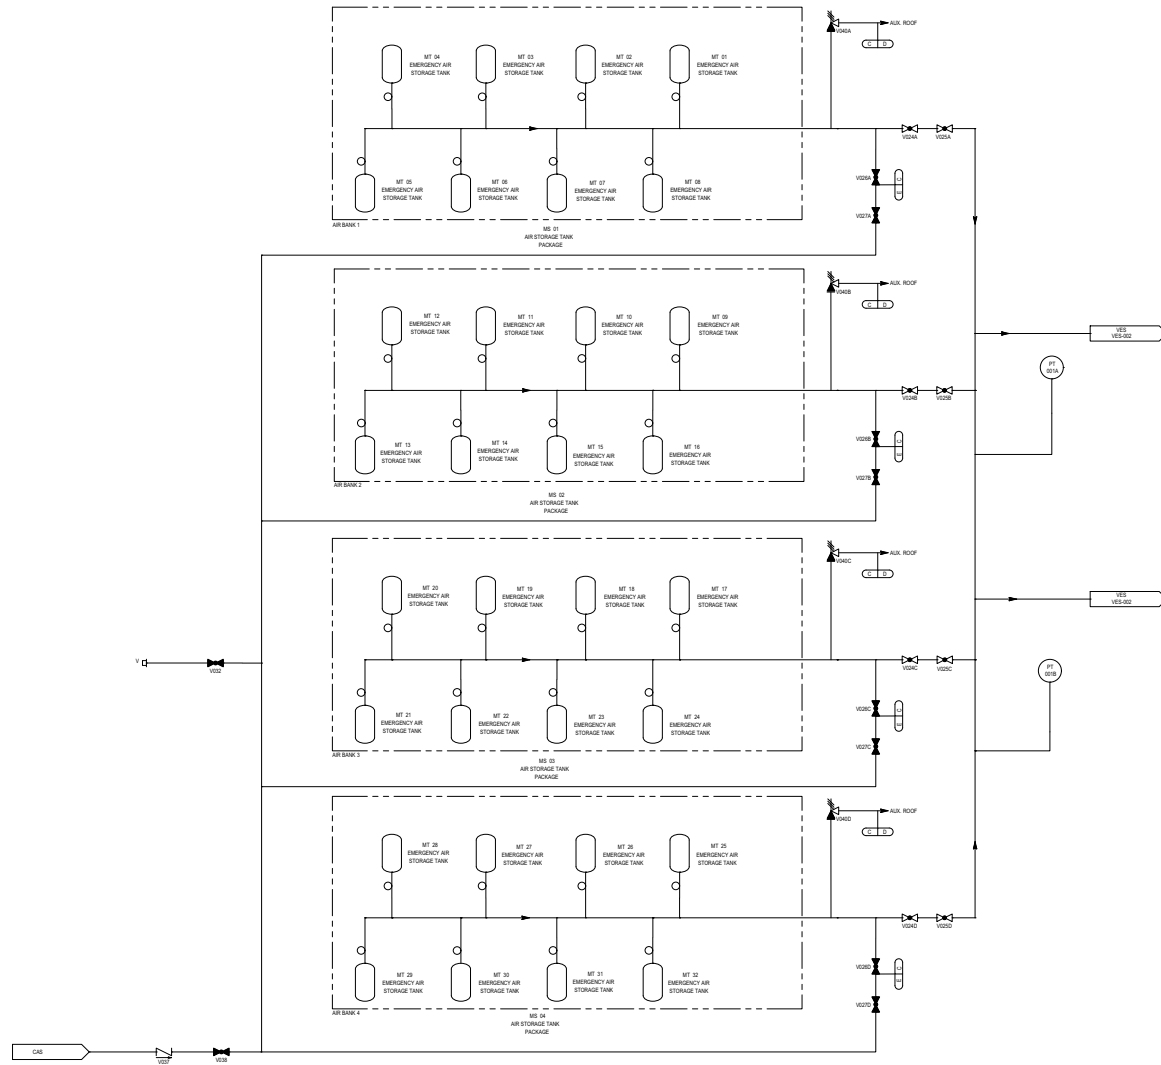 AUX. ROOF
V040A
C D
MT 04
EMERGENCY AIR
STORAGE TANK
MT 03
EMERGENCY AIR
STORAGE TANK
MT 02
EMERGENCY AIR
STORAGE TANK
MT 01
EMERGENCY AIR
STORAGE TANK
V024A
V025A
MT 05
EMERGENCY AIR
STORAGE TANK
MT 06
EMERGENCY AIR
STORAGE TANK
MT 07
EMERGENCY AIR
STORAGE TANK
MT 08
EMERGENCY AIR
STORAGE TANK
V026A
E C
V027A
AIR BANK 1
MS 01
AIR STORAGE TANK
PACKAGE
AUX. ROOF
V040B
C D
MT 12
EMERGENCY AIR
STORAGE TANK
MT 11
EMERGENCY AIR
STORAGE TANK
MT 10
EMERGENCY AIR
STORAGE TANK
MT 09
EMERGENCY AIR
STORAGE TANK
VES
VES-002
PT
001A
V024B
V025B
MT 13
EMERGENCY AIR
STORAGE TANK
MT 14
EMERGENCY AIR
STORAGE TANK
MT 15
EMERGENCY AIR
STORAGE TANK
MT 16
EMERGENCY AIR
STORAGE TANK
V026B
E C
V027B
AIR BANK 2
MS 02
AIR STORAGE TANK
PACKAGE
AUX. ROOF
V040C
C D
MT 20
EMERGENCY AIR
STORAGE TANK
MT 19
EMERGENCY AIR
STORAGE TANK
MT 18
EMERGENCY AIR
STORAGE TANK
MT 17
EMERGENCY AIR
STORAGE TANK
VES
VES-002
V
V032
V024C
V025C
PT
001B
MT 21
EMERGENCY AIR
STORAGE TANK
MT 22
EMERGENCY AIR
STORAGE TANK
MT 23
EMERGENCY AIR
STORAGE TANK
MT 24
EMERGENCY AIR
STORAGE TANK
V026C
E C
V027C
AIR BANK 3
MS 03
AIR STORAGE TANK
PACKAGE
AUX. ROOF
V040D
C D
MT 28
EMERGENCY AIR
STORAGE TANK
MT 27
EMERGENCY AIR
STORAGE TANK
MT 26
EMERGENCY AIR
STORAGE TANK
MT 25
EMERGENCY AIR
STORAGE TANK
V024D
V025D
MT 29
EMERGENCY AIR
STORAGE TANK
MT 30
EMERGENCY AIR
STORAGE TANK
MT 31
EMERGENCY AIR
STORAGE TANK
MT 32
EMERGENCY AIR
STORAGE TANK
V026D
E C
V027D
AIR BANK 4
MS 04
AIR STORAGE TANK
PACKAGE
CAS
V037
V038